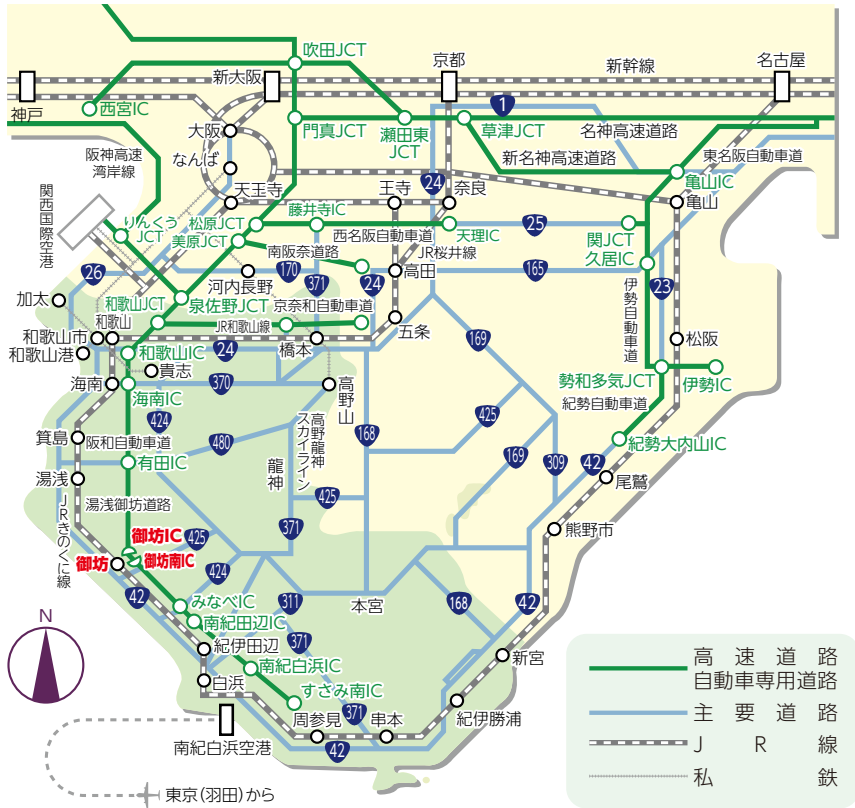 吹田JCT
新大阪
京都
新幹線
名古屋
神戸
西宮IC
1
大阪
門真JCT
瀬田東
JCT
草津JCT
名神高速道路
阪神高速
湾岸線
なんば
新名神高速道路
東名阪自動車道
亀山IC
関西国際空港
天王寺
王寺
24
奈良
亀山
りんくう
JCT
松原JCT
藤井寺IC
美原JCT
西名阪自動車道
天理IC
25
関JCT
久居IC
南阪奈道路
JR桜井線
26
170
河内長野
371
24
高田
165
伊勢自動車道
23
加太
和歌山JCT
泉佐野JCT
京奈和自動車道
和歌山
JR和歌山線
五条
和歌山市
和歌山港
和歌山IC
24
橋本
169
松阪
貴志
勢和多気JCT
伊勢IC
海南
海南IC
370
高野山
紀勢自動車道
424
425
箕島
阪和自動車道
480
高野龍神
スカイライン
168
紀勢大内山IC
有田IC
龍神
169
309
42
湯浅
425
尾鷲
湯浅御坊道路
JRきのくに線
371
熊野市
御坊IC
425
御坊
御坊南IC
424
42
みなべIC
311
本宮
168
42
南紀田辺IC
371
N
紀伊田辺
南紀白浜IC
新宮
白浜
すさみ南IC
371
紀伊勝浦
周参見
串本
南紀白浜空港
42
東京(羽田)から
高速道路
自動車専用道路
主要道路
JR線
私鉄